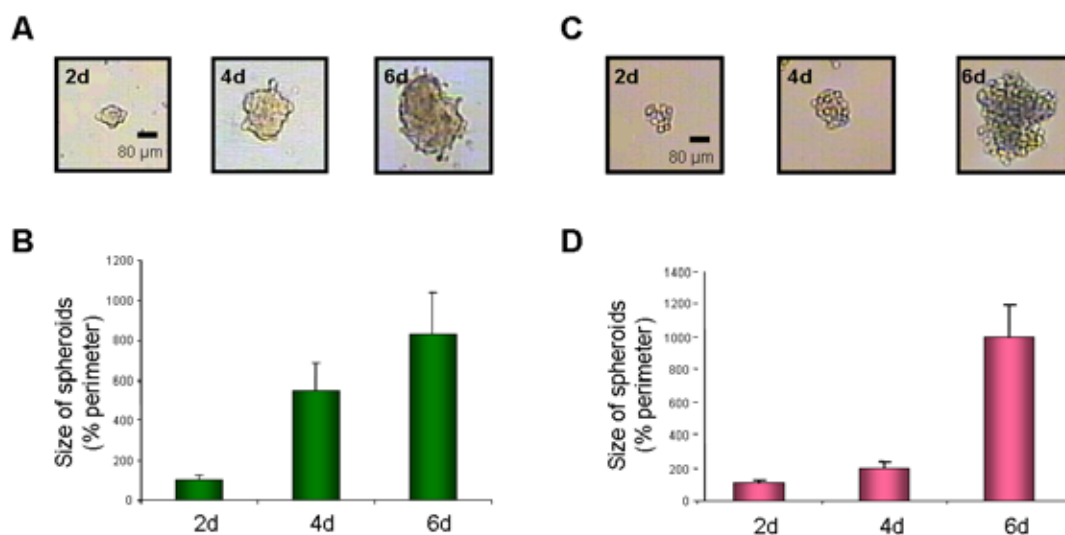 A
2d
80 µm
4d
6d
C
2d
80 µm
4d
6d
B
Size of spheroids
(% perimeter)
1200
1000
800
600
400
200
0
2d
4d
6d
D
Size of spheroids
(% perimeter)
1400
1200
1000
800
600
400
200
0
2d
4d
6d